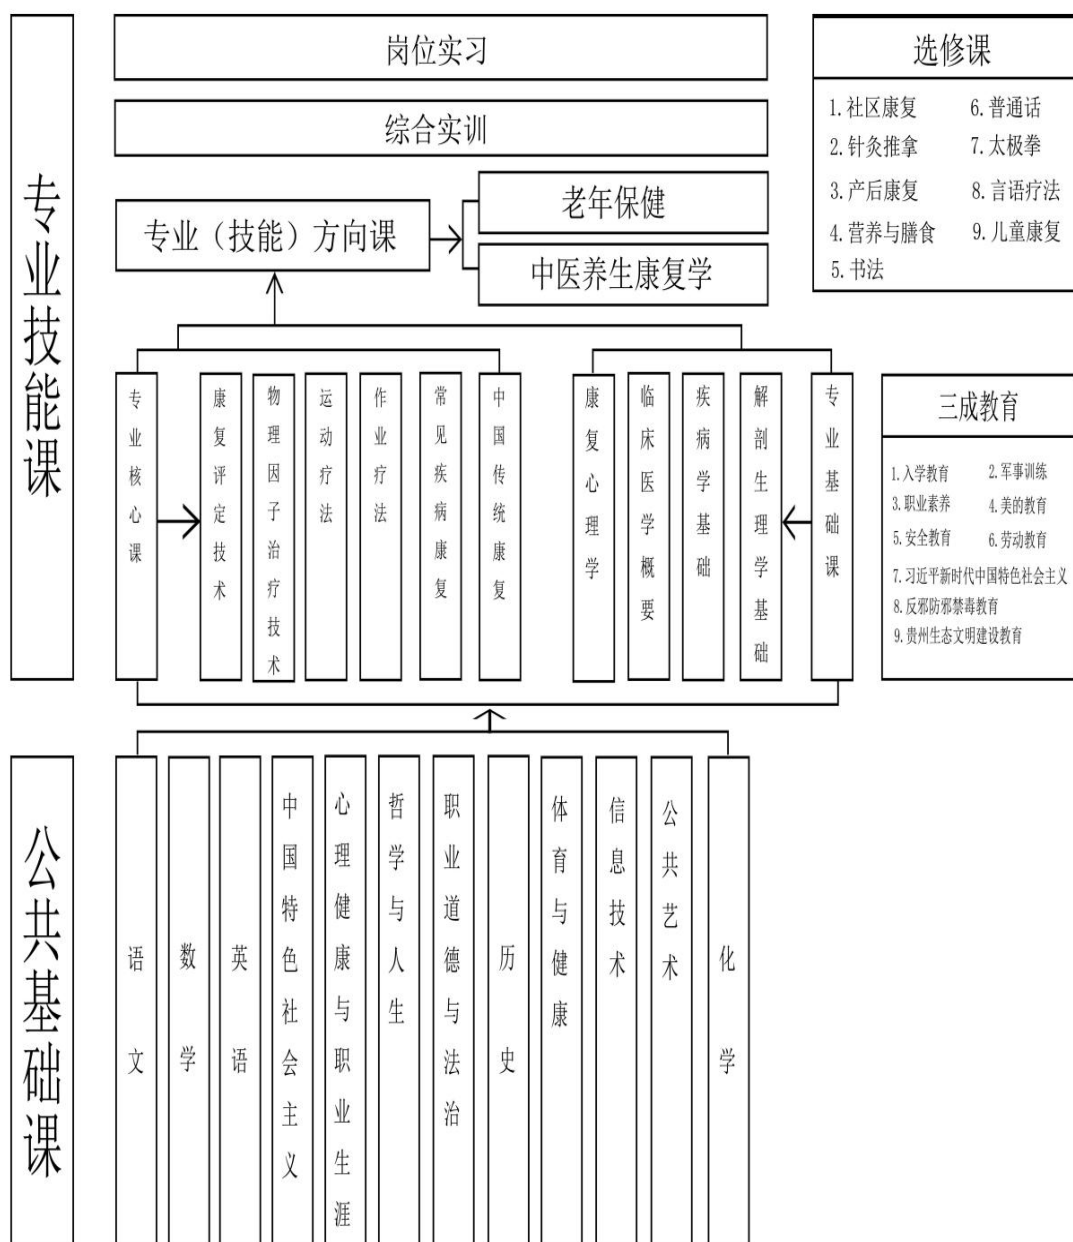 专业技能课
岗位实习
综合实训
专业（技能）方向课
老年保健
中医养生康复学
专业核心课
康复评定技术
物理因子治疗技术
运动疗法
作业疗法
常见疾病康复
中国传统康复
康复心理学
临床医学概要
疾病学基础
解剖生理学基础
专业基础课
选修课
1.社区康复
6.普通话
2.针灸推拿
7.太极拳
3.产后康复
8.言语疗法
4.营养与膳食
9.儿童康复
5.书法
三成教育
1.入学教育
2.军事训练
3.职业素养
4.美的教育
5.安全教育
6.劳动教育
7.习近平新时代中国特色社会主义
8.反邪防邪禁毒教育
9.贵州生态文明建设教育
公共基础课
语文
数学
英语
中国特色社会主义
心理健康与职业生涯
哲学与人生
职业道德与法治
历史
体育与健康
信息技术
公共艺术
化学